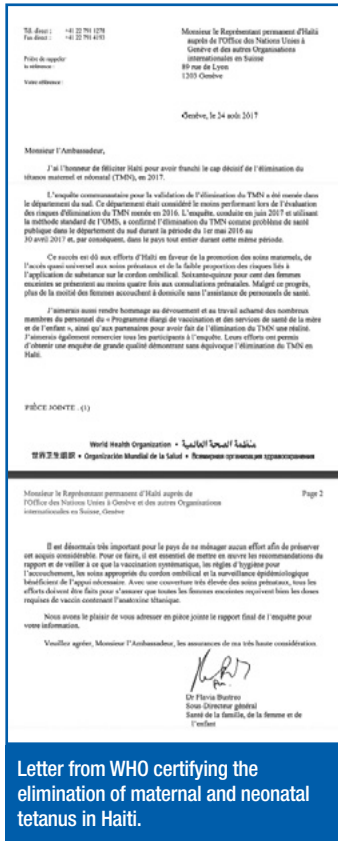 Tél. direct : +41 22 791 1278
Fax direct : +41 22 791 4193
Prière de rappeler
la référence :
Votre référence :
Monsieur le Représentant permanent d'Haïti
auprès de l'Office des Nations Unies à
Genève et des autres Organisations
internationales en Suisse
89 rue de Lyon
1203 Genève
Genève, le 24 août 2017
Monsieur l'Ambassadeur,
J'ai l'honneur de féliciter Haïti pour avoir franchi le cap décisif de l'élimination du
tétanos maternel et néonatal (TMN), en 2017.
L'enquête communautaire pour la validation de l'élimination du TMN a été menée dans
le département du sud. Ce département était considéré le moins performant lors de l'évaluation
des risques d'élimination du TMN menée en 2016. L'enquête, conduite en juin 2017 et utilisant
la méthode standard de l'OMS, a confirmé l'élimination du TMN comme problème de santé
publique dans le département du sud durant la période du 1er mai 2016 au
30 avril 2017 et, par conséquent, dans le pays tout entier durant cette même période.
Ce succès est dû aux efforts d'Haïti en faveur de la promotion des soins maternels, de
l'accès quasi universel aux soins prénataux et de la faible proportion des risques liés à
l'application de substance sur le cordon ombilical. Soixante-quinze pour cent des femmes
enceintes se présentent au moins quatre fois aux consultations prénatales. Malgré ce progrès,
plus de la moitié des femmes accouchent à domicile sans l'assistance de personnels de santé.
J'aimerais aussi rendre hommage au dévouement et au travail acharné des nombreux
membres du personnel du « Programme élargi de vaccination et des services de santé de la mère
et de l'enfant », ainsi qu'aux partenaires pour avoir fait de l'élimination du TMN une réalité.
J'aimerais également remercier tous les participants à l'enquête. Leurs efforts ont permis
d'obtenir une enquête de grande qualité démontrant sans équivoque l'élimination du TMN en
Haïti.
PIÈCE JOINTE : (1)
World Health Organization • منظمة الصحة العالمية
世界卫生组织 • Organización Mundial de la Salud • Всемирная организация здравоохранения
Monsieur le Représentant permanent d'Haïti auprès de
l'Office des Nations Unies à Genève et des autres Organisations
internationales en Suisse, Genève
Page 2
Il est désormais très important pour le pays de ne ménager aucun effort afin de préserver
cet acquis considérable. Pour ce faire, il est essentiel de mettre en œuvre les recommandations du
rapport et de veiller à ce que la vaccination systématique, les règles d'hygiène pour
l'accouchement, les soins appropriés du cordon ombilical et la surveillance épidémiologique
bénéficient de l'appui nécessaire. Avec une couverture très élevée des soins prénataux, tous les
efforts doivent être faits pour s'assurer que toutes les femmes enceintes reçoivent bien les doses
requises de vaccin contenant l'anatoxine tétanique.
Nous avons le plaisir de vous adresser en pièce jointe le rapport final de l'enquête pour
votre information.
Veuillez agréer, Monsieur l'Ambassadeur, les assurances de ma très haute considération.
Dr Flavia Bustreo
Sous-Directeur général
Santé de la famille, de la femme et de
l'enfant
Letter from WHO certifying the
elimination of maternal and neonatal
tetanus in Haiti.